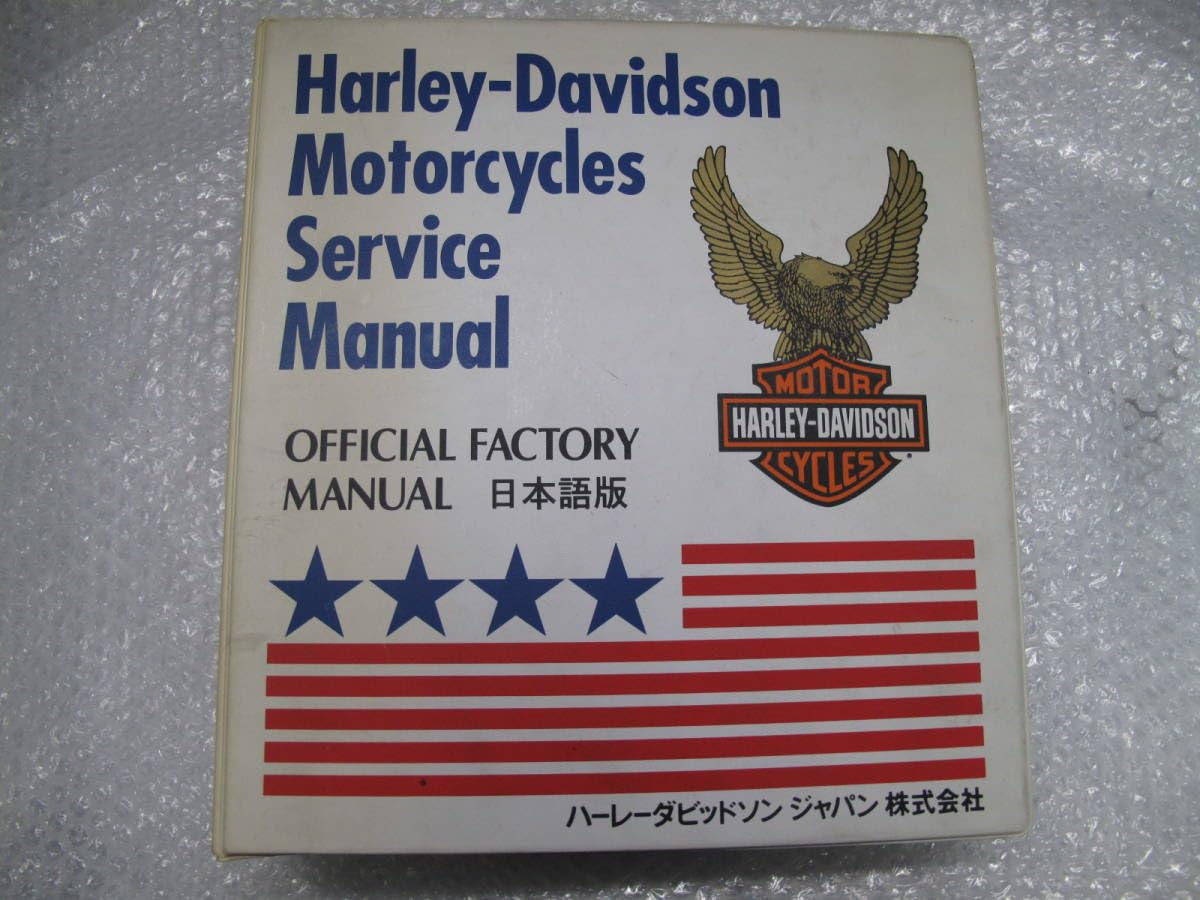 Harley-Davidson
Motorcycles
Service
Manual
OFFICIAL FACTORY
MANUAL 日本語版
MOTOR
HARLEY-DAVIDSON
CYCLES
ハーレーダビッドソン ジャパン 株式会社